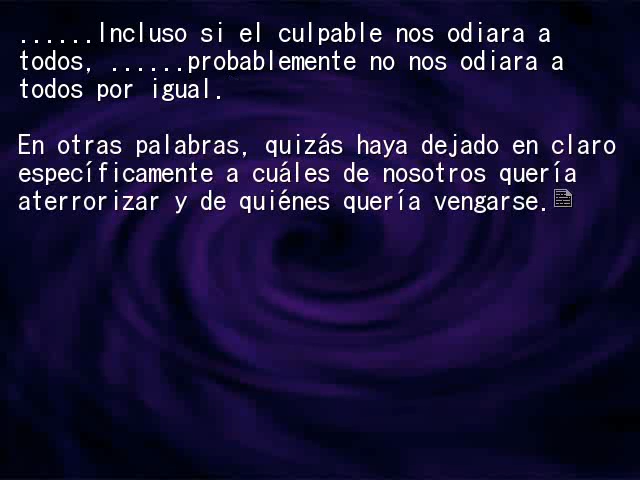 ......Incluso si el culpable nos odiara a
todos, ......probablemente no nos odiara a
todos por igual.
En otras palabras, quizás haya dejado en claro
específicamente a cuáles de nosotros quería
aterrorizar y de quiénes quería vengarse.